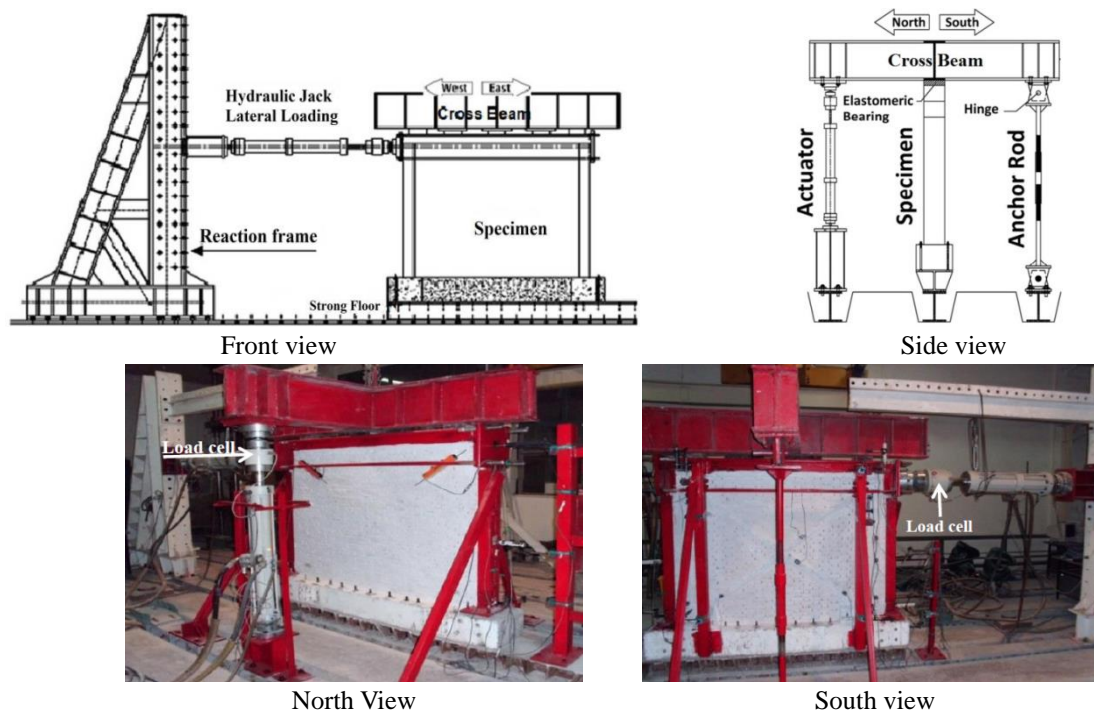 West East
Cross Beam
Hydraulic Jack
Lateral Loading
Specimen
Reaction frame
Strong Floor
Front view
North South
Cross Beam
Elastomeric
Bearing
Hinge
Actuator
Specimen
Anchor Rod
Side view
Load cell
North View
Load cell
South view